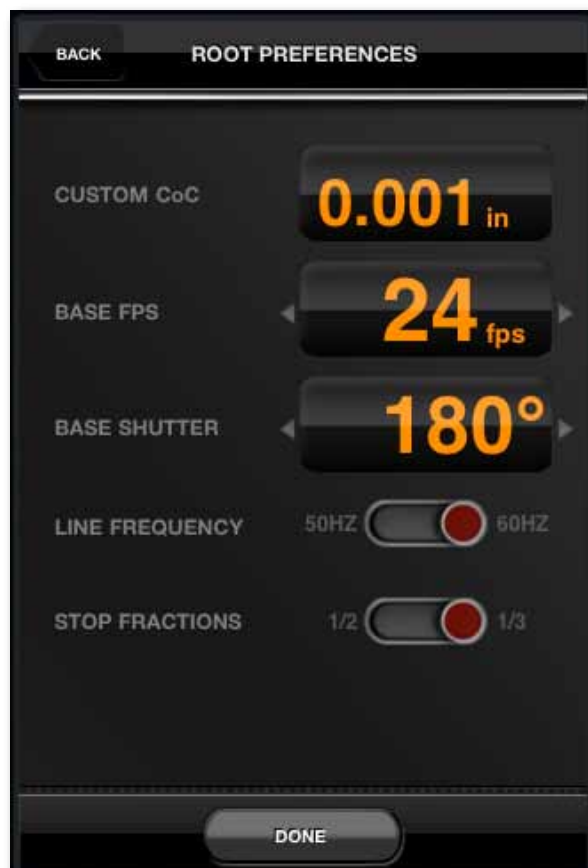 BACK ROOT PREFERENCES
CUSTOM CoC 0.001 in
BASE FPS 24 fps
BASE SHUTTER 180°
LINE FREQUENCY 50HZ 60HZ
STOP FRACTIONS 1/2 1/3
DONE